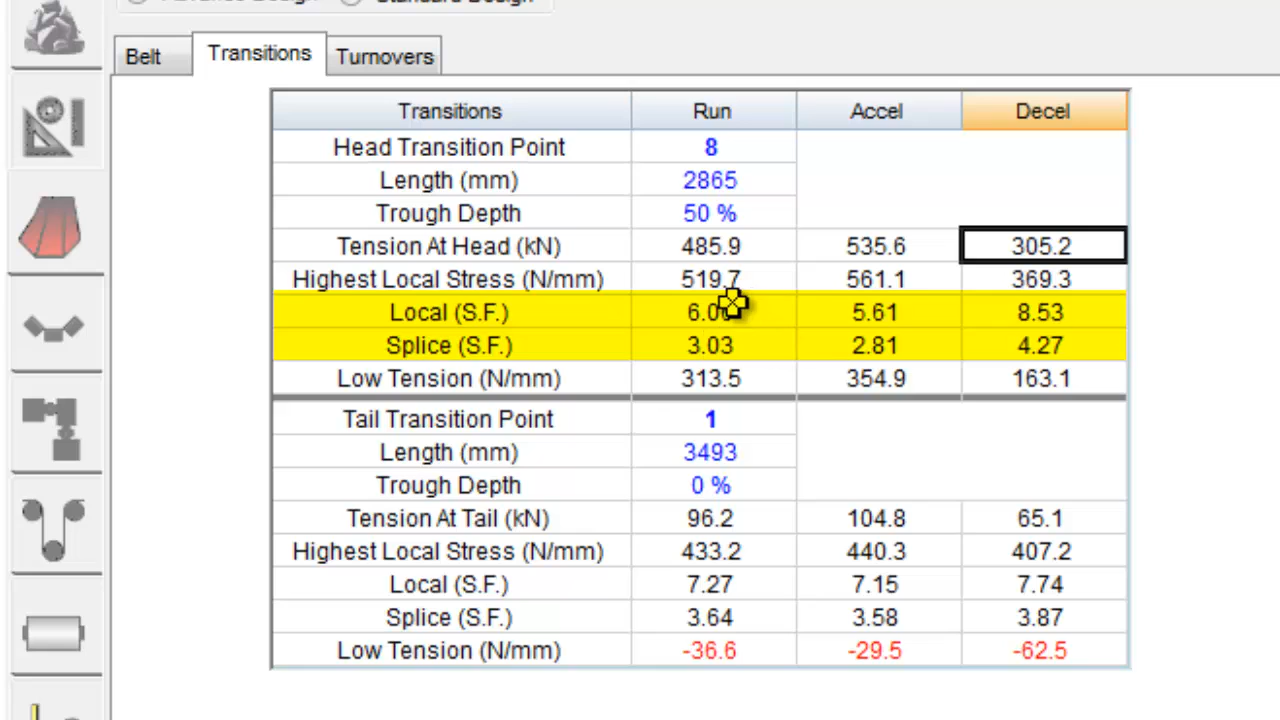 Belt Transitions Turnovers
Transitions Run Accel Decel
Head Transition Point 8
Length (mm) 2865
Trough Depth 50 %
Tension At Head (kN) 485.9 535.6 305.2
Highest Local Stress (N/mm) 519.7 561.1 369.3
Local (S.F.) 5.61 8.53
Splice (S.F.) 3.03 2.81 4.27
Low Tension (N/mm) 313.5 354.9 163.1
Tail Transition Point 1
Length (mm) 3493
Trough Depth 0 %
Tension At Tail (kN) 96.2 104.8 65.1
Highest Local Stress (N/mm) 433.2 440.3 407.2
Local (S.F.) 7.27 7.15 7.74
Splice (S.F.) 3.64 3.58 3.87
Low Tension (N/mm) -36.6 -29.5 -62.5